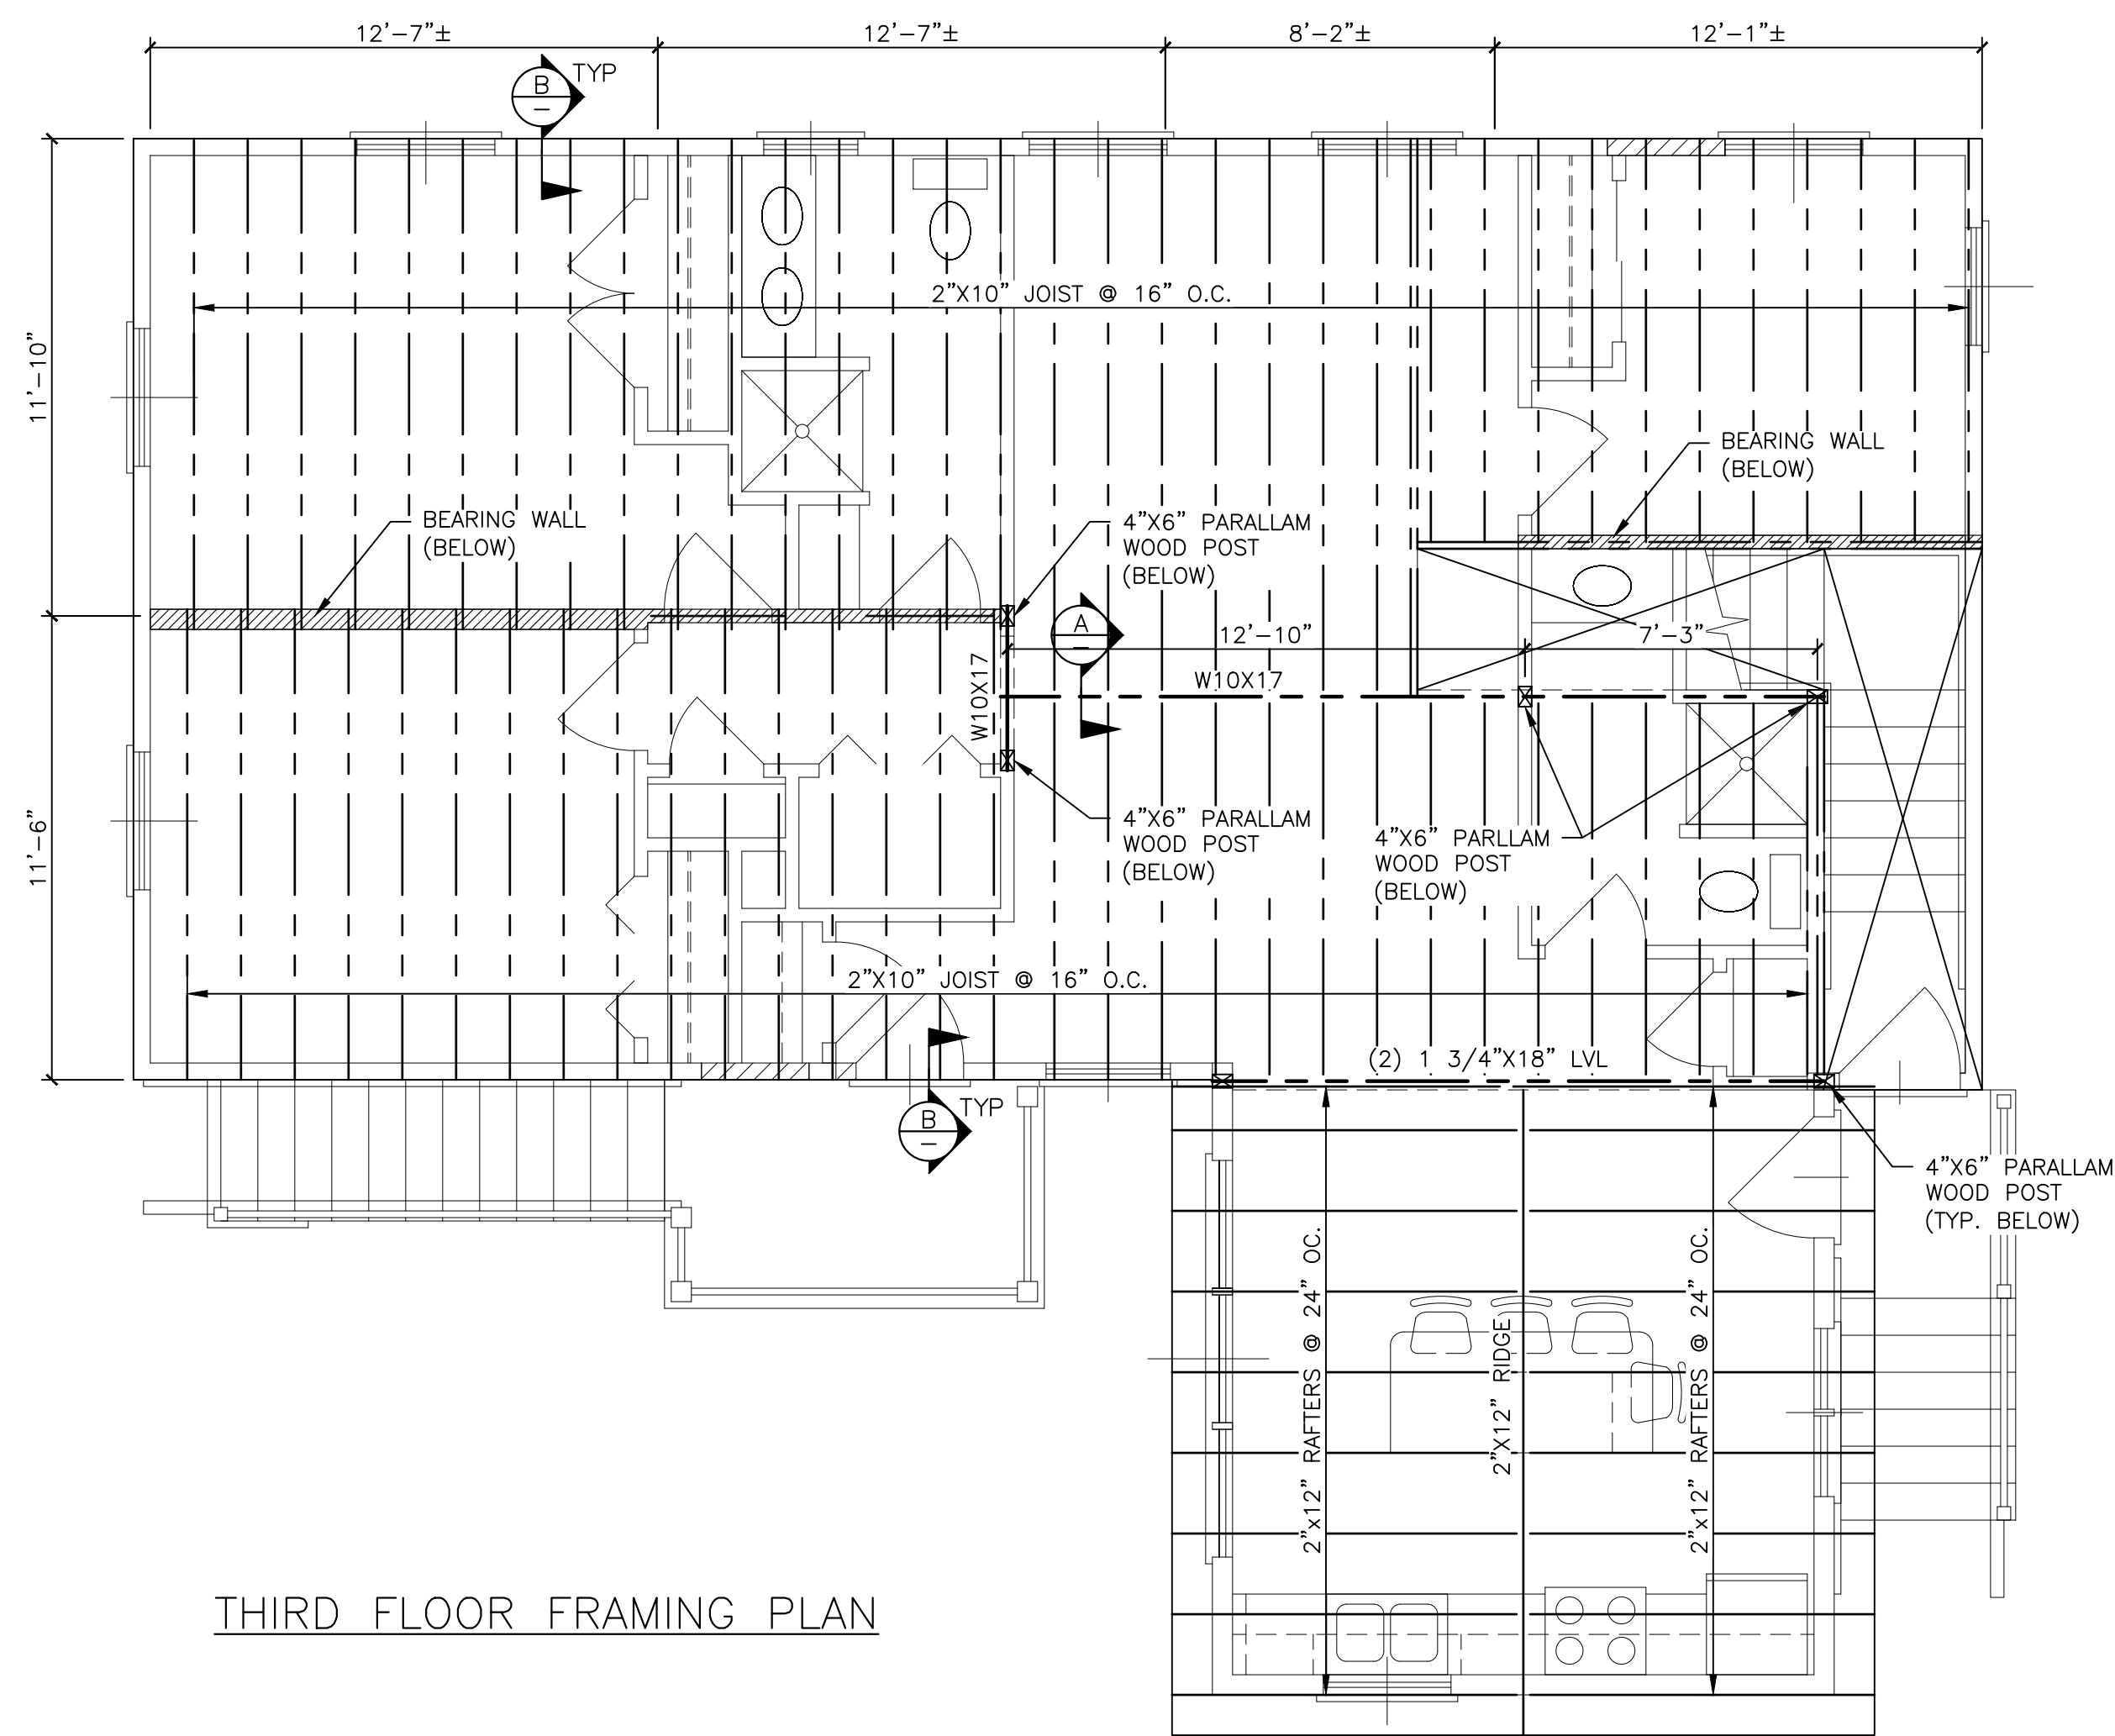 12'-7"±
12'-7"±
8'-2"±
12'-1"±
B
-
TYP
11'-10"
2"X10" JOIST @ 16" O.C.
BEARING WALL
(BELOW)
BEARING WALL
(BELOW)
4"X6" PARALLAM
WOOD POST
(BELOW)
A
-
12'-10"
7'-3"
W10X17
W10X17
11'-6"
4"X6" PARALLAM
WOOD POST
(BELOW)
4"X6" PARLLAM
WOOD POST
(BELOW)
2"X10" JOIST @ 16" O.C.
(2) 1 3/4"X18" LVL
B
-
TYP
4"X6" PARALLAM
WOOD POST
(TYP. BELOW)
2"x12" RAFTERS @ 24" OC.
2"X12" RIDGE
2"x12" RAFTERS @ 24" OC.
THIRD FLOOR FRAMING PLAN